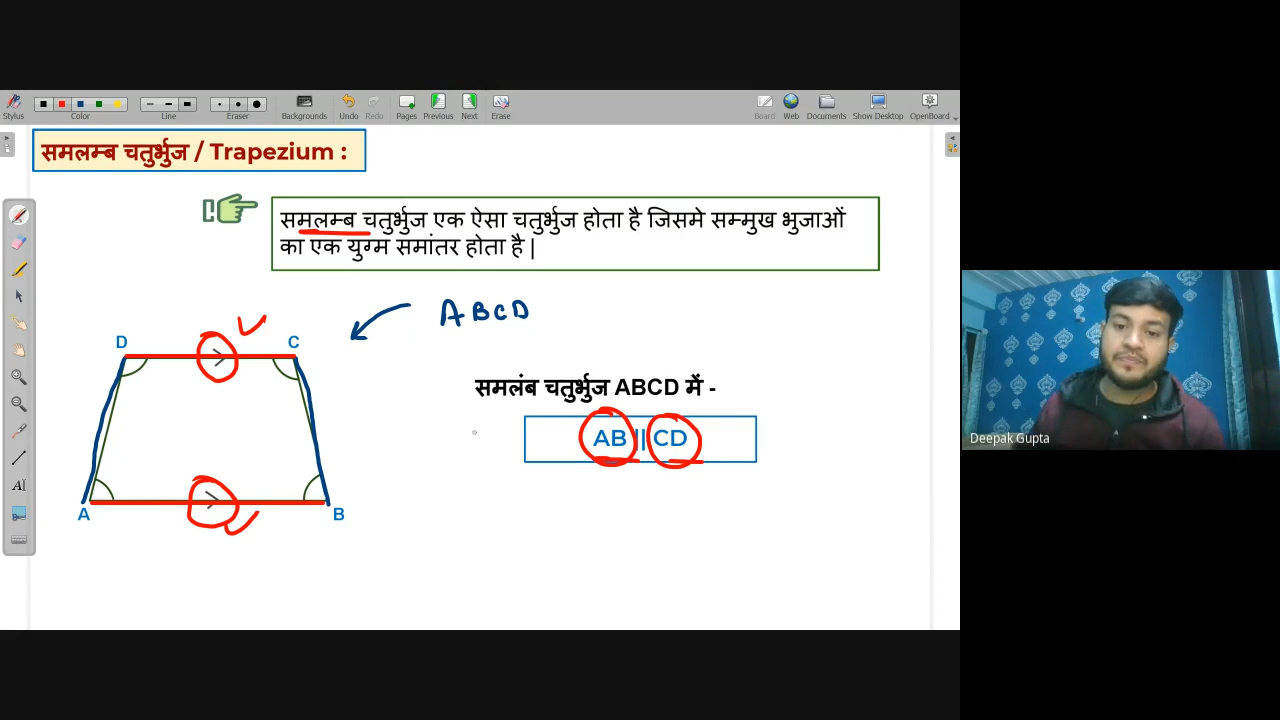 Stylus Color Line Eraser Backgrounds Undo Redo Pages Previous Next Erase Board Web Documents Show Desktop OpenBoard
समलम्ब चतुर्भुज / Trapezium :
समलम्ब चतुर्भुज एक ऐसा चतुर्भुज होता है जिसमे सम्मुख भुजाओं
का एक युग्म समांतर होता है |
A B C D
D C
समलंब चतुर्भुज ABCD में -
AB || CD
Deepak Gupta
A B